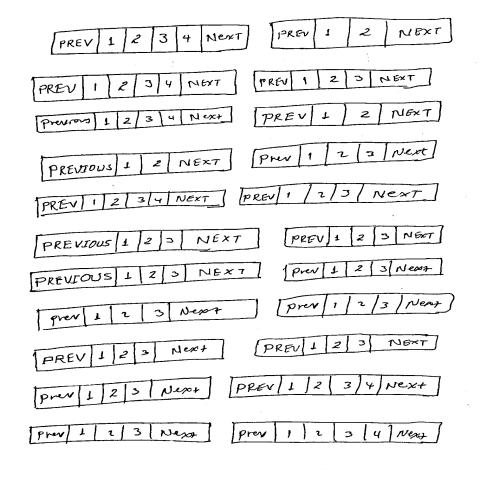 PREV 1 2 3 4 NexT PREV 1 2 NEXT
PREV 1 2 3 4 NEXT PREV 1 2 3 NEXT
Previous 1 2 3 4 Next PREV 1 2 NEXT
PREVIOUS 1 2 NEXT Prev 1 2 3 Next
PREV 1 2 3 4 NEXT PREV 1 2 3 NexT
PREVIOUS 1 2 3 NEXT PREV 1 2 3 NEXT
PREVIOUS 1 2 3 NEXT Prev 1 2 3 Next
prev 1 2 3 Next prev 1 2 3 Next
PREV 1 2 3 Next PREV 1 2 3 NEXT
prev 1 2 3 Next PREV 1 2 3 4 Next
prev 1 2 3 Next prev 1 2 3 4 Next